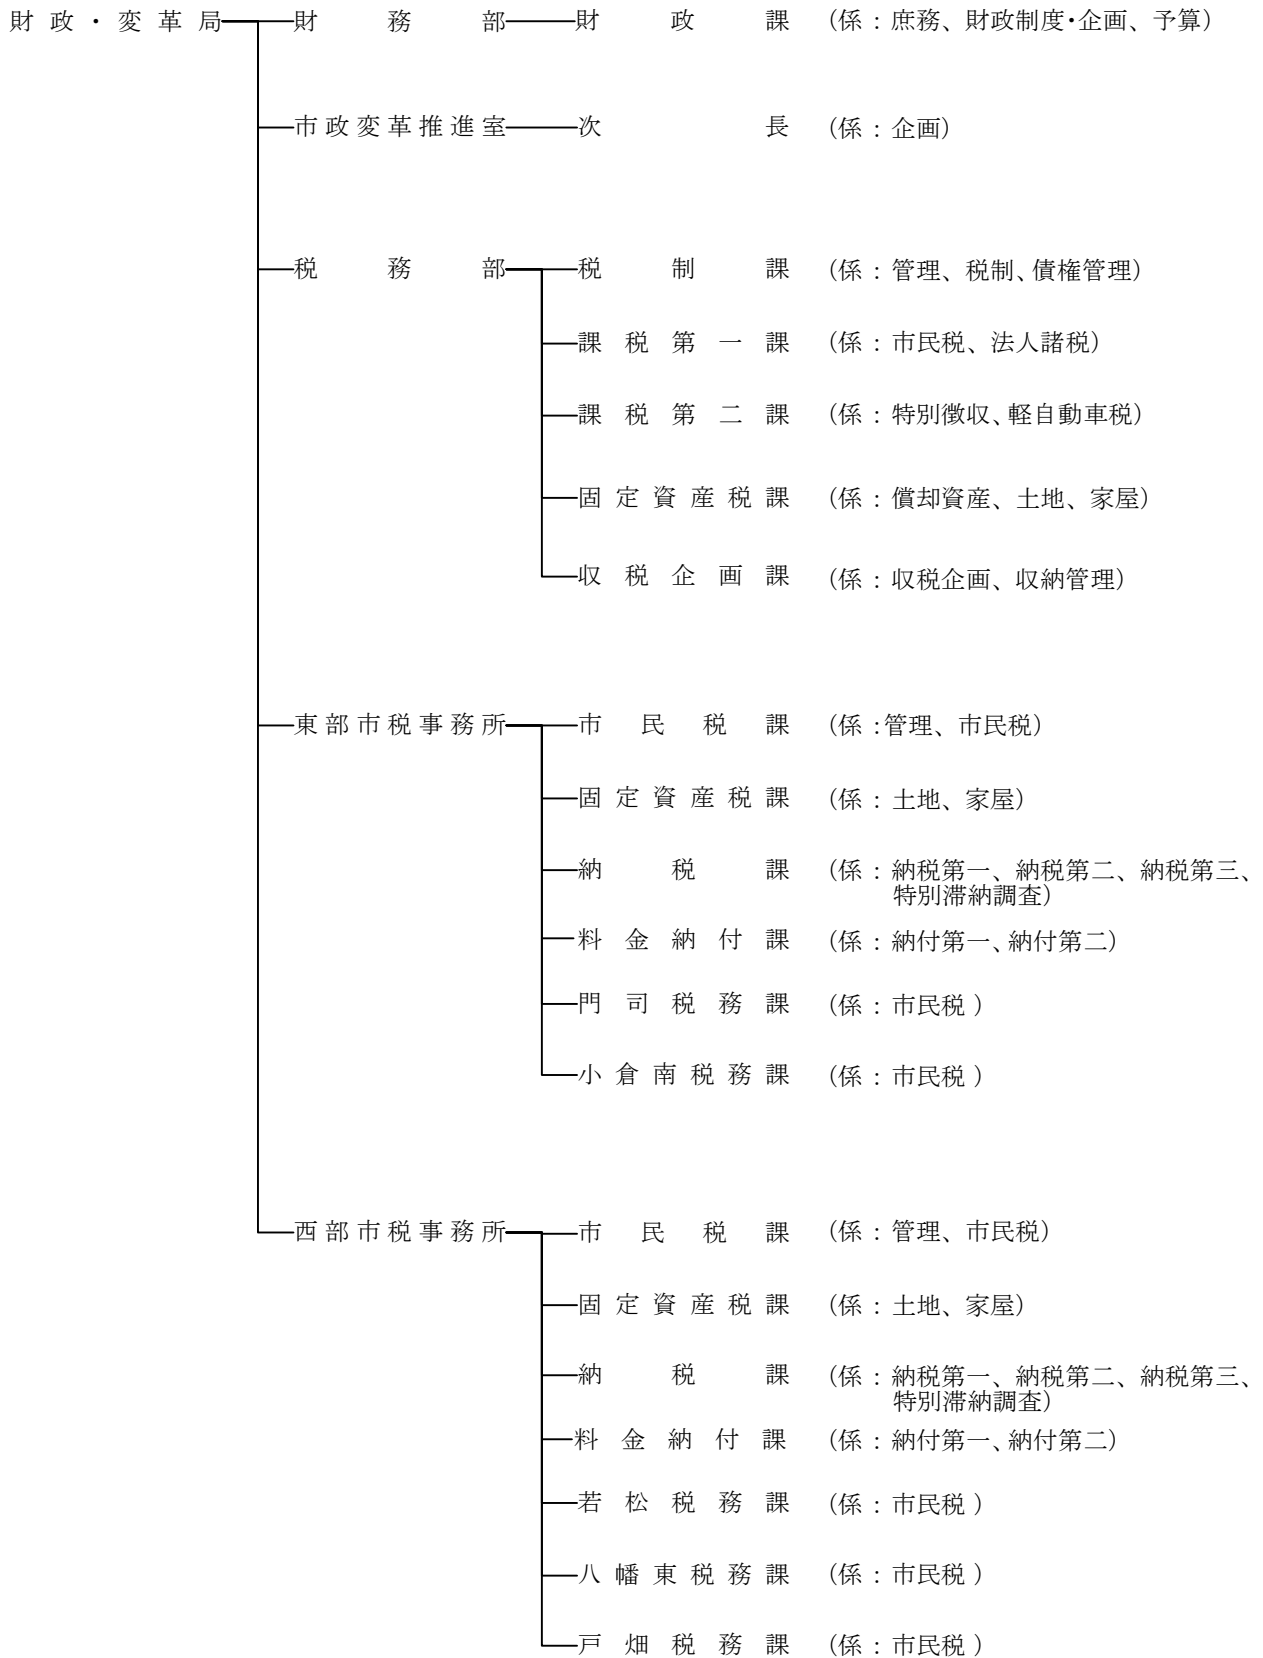 財政・変革局 財務部 財政課 （係：庶務、財政制度・企画、予算）
市政変革推進室 次長 （係：企画）
税務部 税制課 （係：管理、税制、債権管理）
課税第一課 （係：市民税、法人諸税）
課税第二課 （係：特別徴収、軽自動車税）
固定資産税課 （係：償却資産、土地、家屋）
収税企画課 （係：収税企画、収納管理）
東部市税事務所 市民税課 （係：管理、市民税）
固定資産税課 （係：土地、家屋）
納税課 （係：納税第一、納税第二、納税第三、
特別滞納調査）
料金納付課 （係：納付第一、納付第二）
門司税務課 （係：市民税）
小倉南税務課 （係：市民税）
西部市税事務所 市民税課 （係：管理、市民税）
固定資産税課 （係：土地、家屋）
納税課 （係：納税第一、納税第二、納税第三、
特別滞納調査）
料金納付課 （係：納付第一、納付第二）
若松税務課 （係：市民税）
八幡東税務課 （係：市民税）
戸畑税務課 （係：市民税）